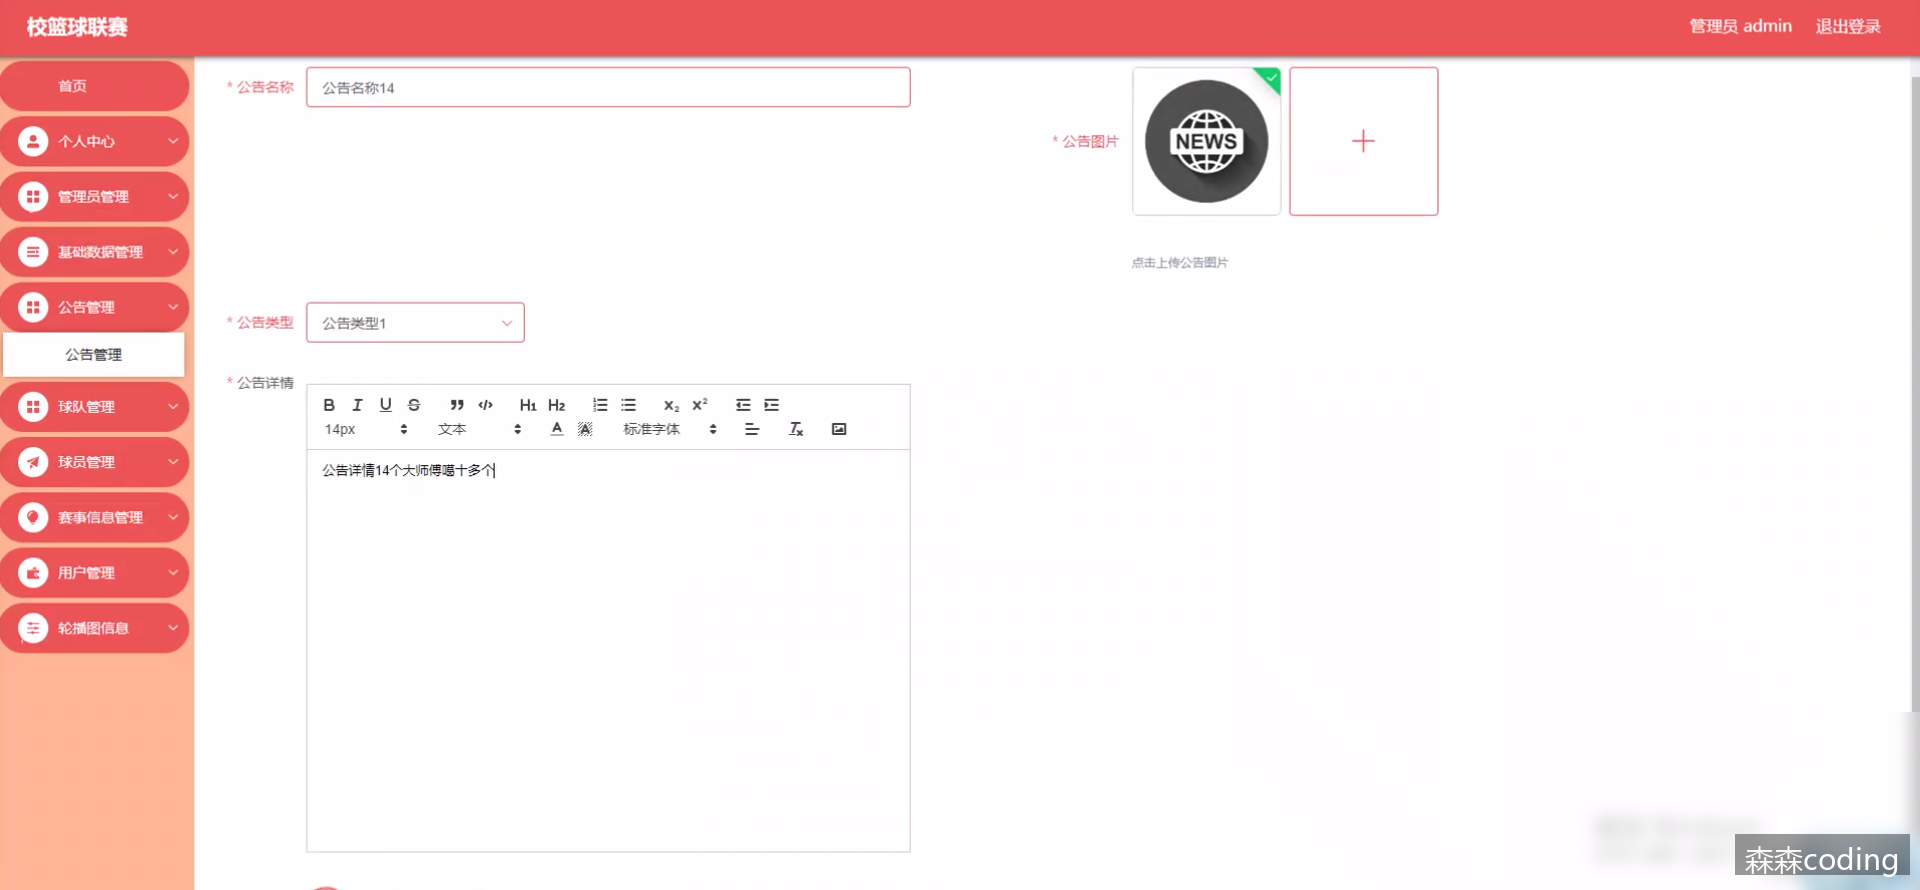 校篮球联赛
管理员 admin
退出登录
首页
个人中心
管理员管理
基础数据管理
公告管理
公告管理
球队管理
球员管理
赛事信息管理
用户管理
轮播图信息
* 公告名称
公告名称14
* 公告图片
NEWS
点击上传公告图片
* 公告类型
公告类型1
* 公告详情
B I U S H1 H2 x2 x2
14px 文本 A A 标准字体 Tx
公告详情14个大师傅噶十多个
森森coding